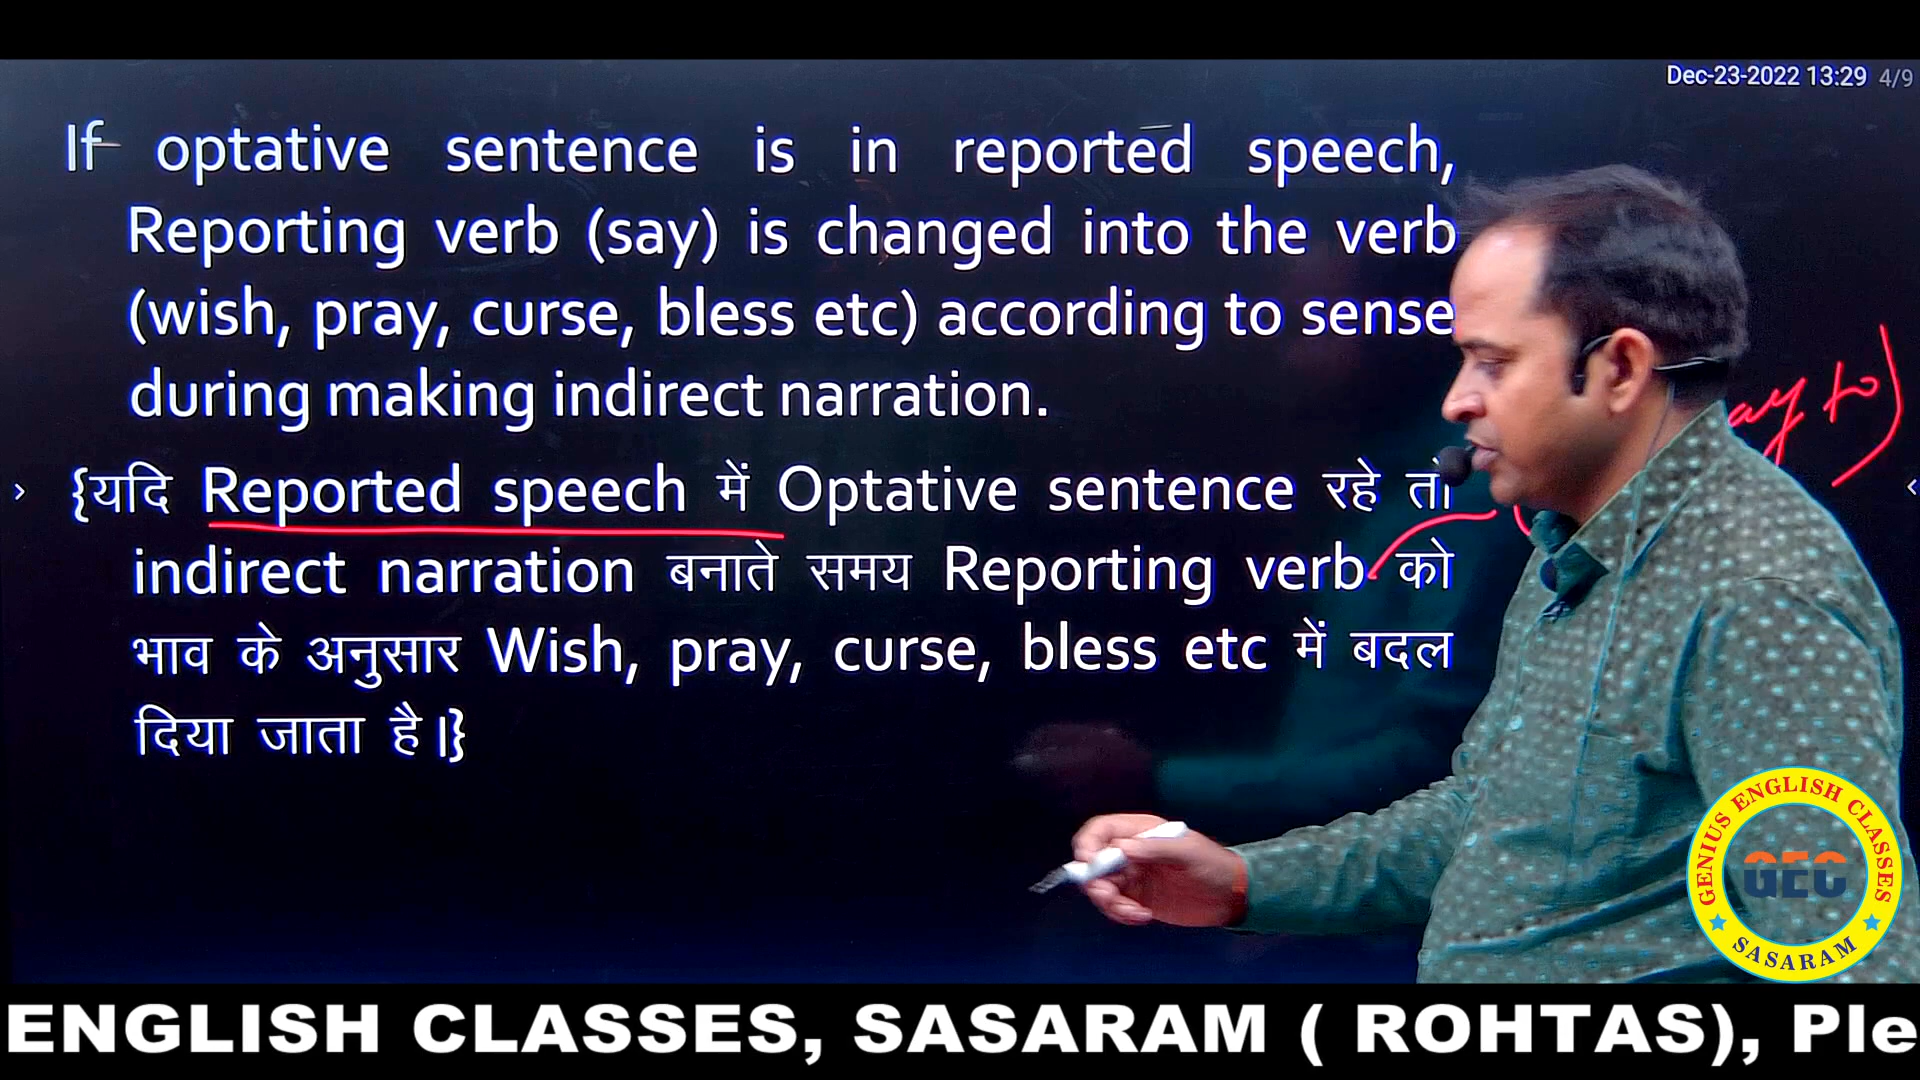 Dec-23-2022 13:29 4/9
If optative sentence is in reported speech,
Reporting verb (say) is changed into the verb
(wish, pray, curse, bless etc) according to sense
during making indirect narration.
{यदि Reported speech में Optative sentence रहे तो
indirect narration बनाते समय Reporting verb को
भाव के अनुसार Wish, pray, curse, bless etc में बदल
दिया जाता है।}
ay to)
GENIUS ENGLISH CLASSES
GEC
SASARAM
ENGLISH CLASSES, SASARAM ( ROHTAS), Ple